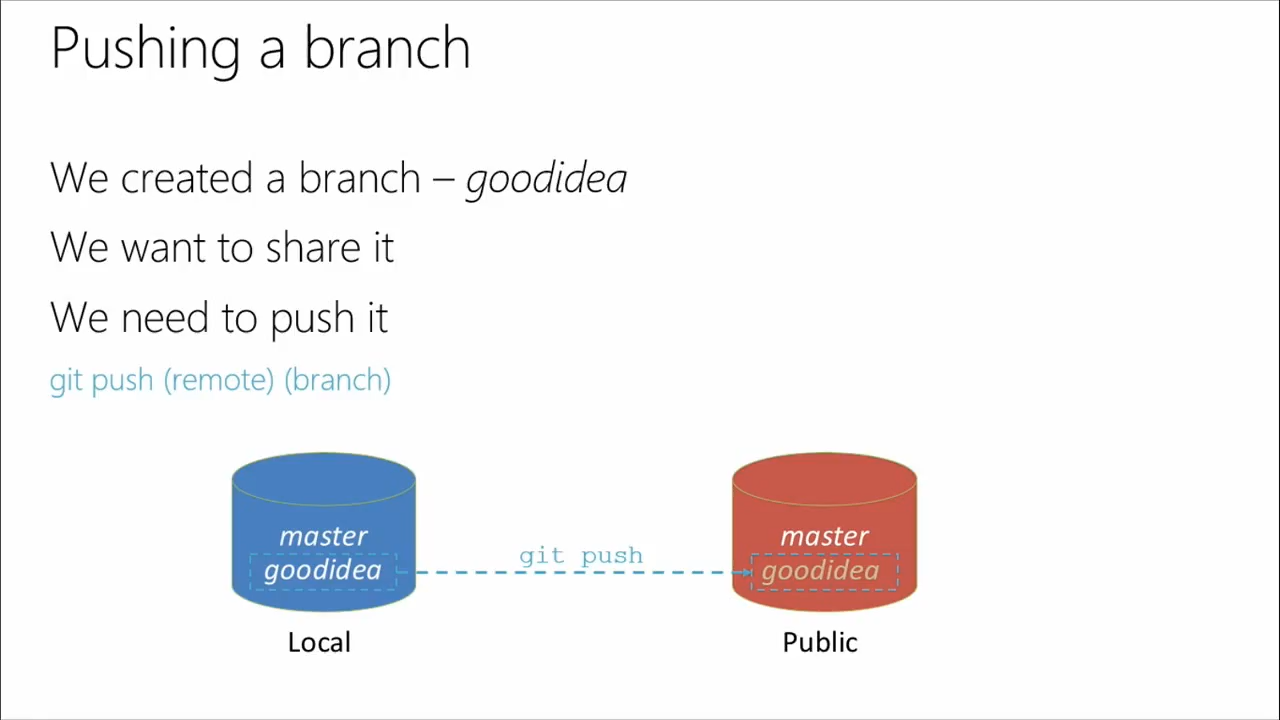 Pushing a branch
We created a branch – goodidea
We want to share it
We need to push it
git push (remote) (branch)
master
goodidea
git push
master
goodidea
Local
Public